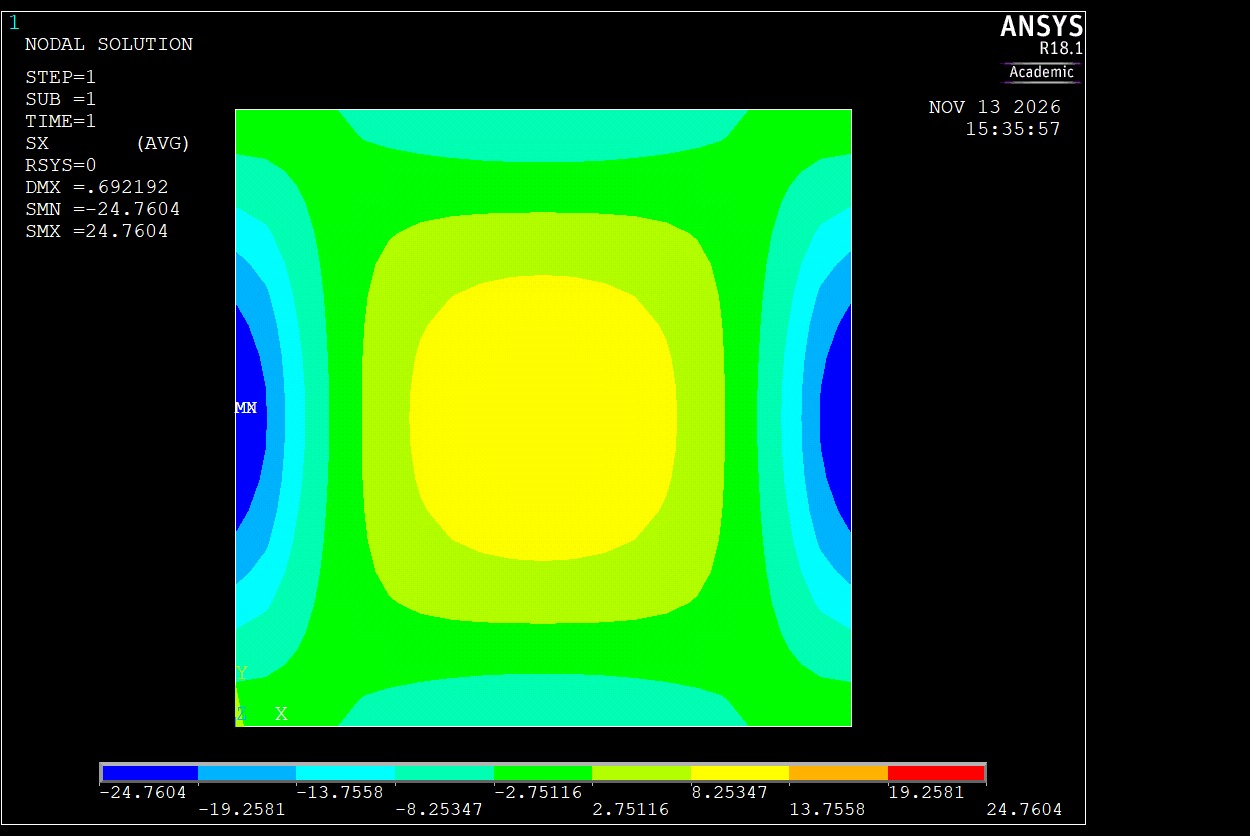 1
NODAL SOLUTION
STEP=1
SUB =1
TIME=1
SX (AVG)
RSYS=0
DMX =.692192
SMN =-24.7604
SMX =24.7604
ANSYS
R18.1
Academic
NOV 13 2026
15:35:57
Y
Z X
-24.7604 -13.7558 -2.75116 8.25347 19.2581
-19.2581 -8.25347 2.75116 13.7558 24.7604